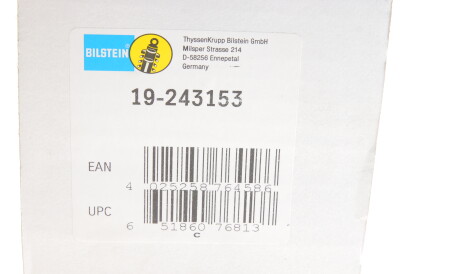 BILSTEIN
ThyssenKrupp Bilstein GmbH
Milsper Strasse 214
D-58256 Ennepetal
Germany
19-243153
EAN
4 025258 764586
UPC
6 51860 76813
C